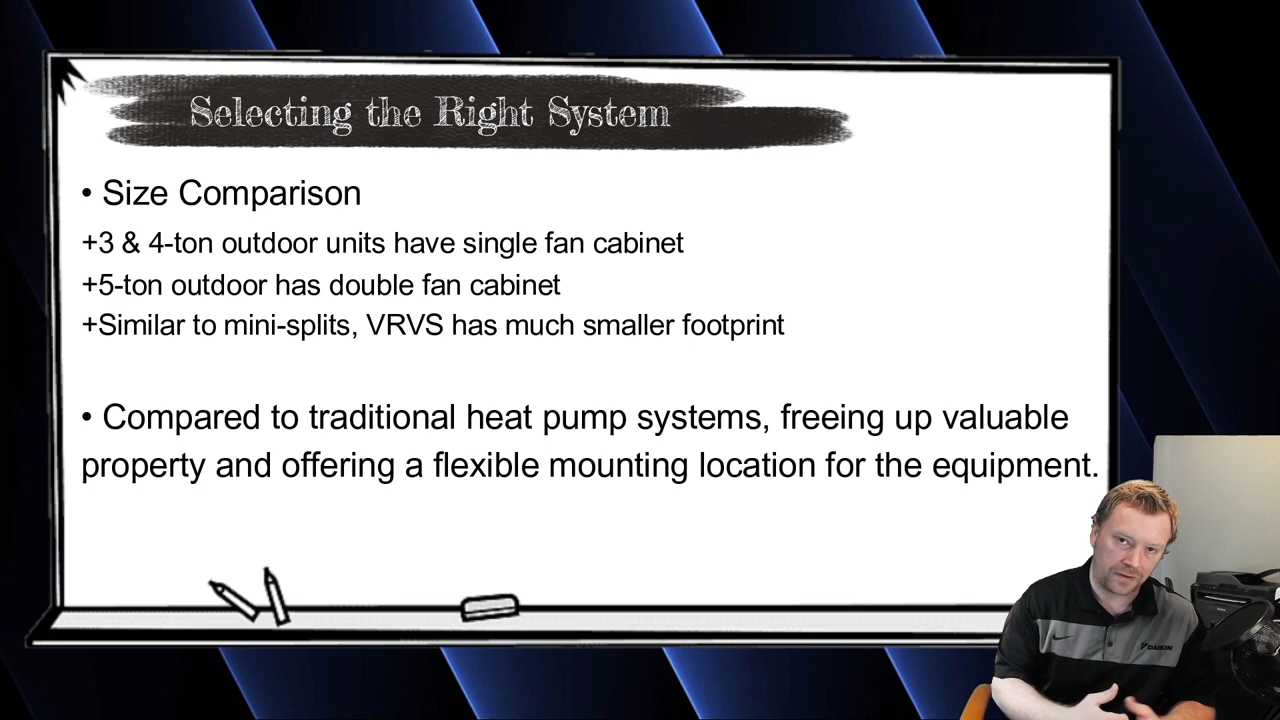 Selecting the Right System
• Size Comparison
+3 & 4-ton outdoor units have single fan cabinet
+5-ton outdoor has double fan cabinet
+Similar to mini-splits, VRVS has much smaller footprint
• Compared to traditional heat pump systems, freeing up valuable
property and offering a flexible mounting location for the equipment.
DAIKIN